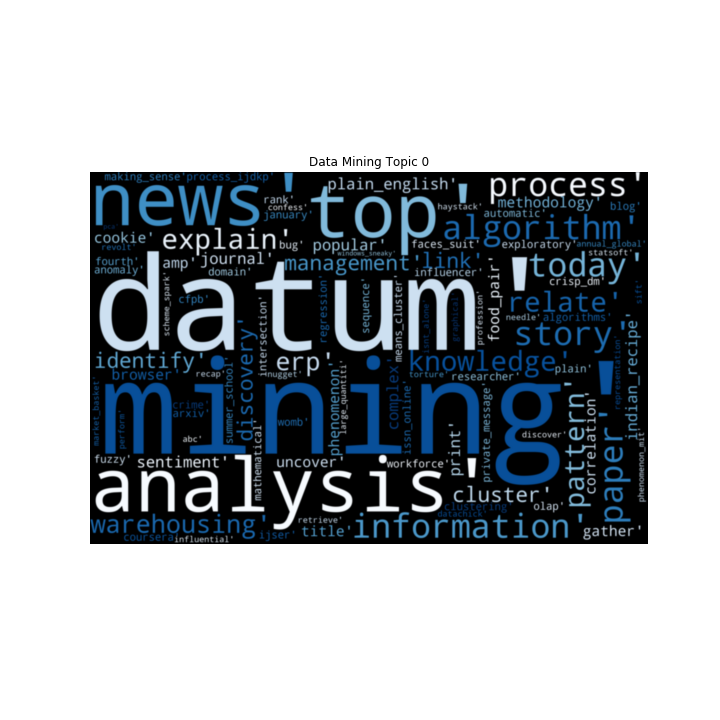 Data Mining Topic 0
making_sense'
process_ijdkp'
news'
rank'
confess'
january'
top'
plain_english'
haystack'
process'
methodology'
blog'
automatic'
algorithm'
cookie'
explain'
bug'
popular'
faces_suit'
exploratory'
annual_global'
revolt'
windows_sneaky'
statsoft'
fourth'
anomaly'
amp'
journal'
domain'
management'
link'
influencer'
today'
crisp_dm'
food_pair'
datum'
scheme_spark'
cfpb'
intersection'
regression'
sequence'
means_cluster'
graphical'
profession'
relate'
needle'
algorithms'
sift'
story'
identify'
erp'
knowledge'
plain'
browser'
recap'
nugget'
torture'
researcher'
discovery'
summer_school'
phenomenon'
large_quantiti
complex'
issn_online'
private_message'
mining'
market_basket'
perform'
crime'
arxiv'
abc'
womb'
mathematical'
print'
discover'
pattern'
correlation'
paper'
representation'
indian_recipe'
phenomenon_mit
fuzzy'
sentiment'
uncover'
workforce'
analysis'
cluster'
clustering'
olap'
datachick'
warehousing'
retrieve'
title'
information'
gather'
coursera'
influential'
ijser'